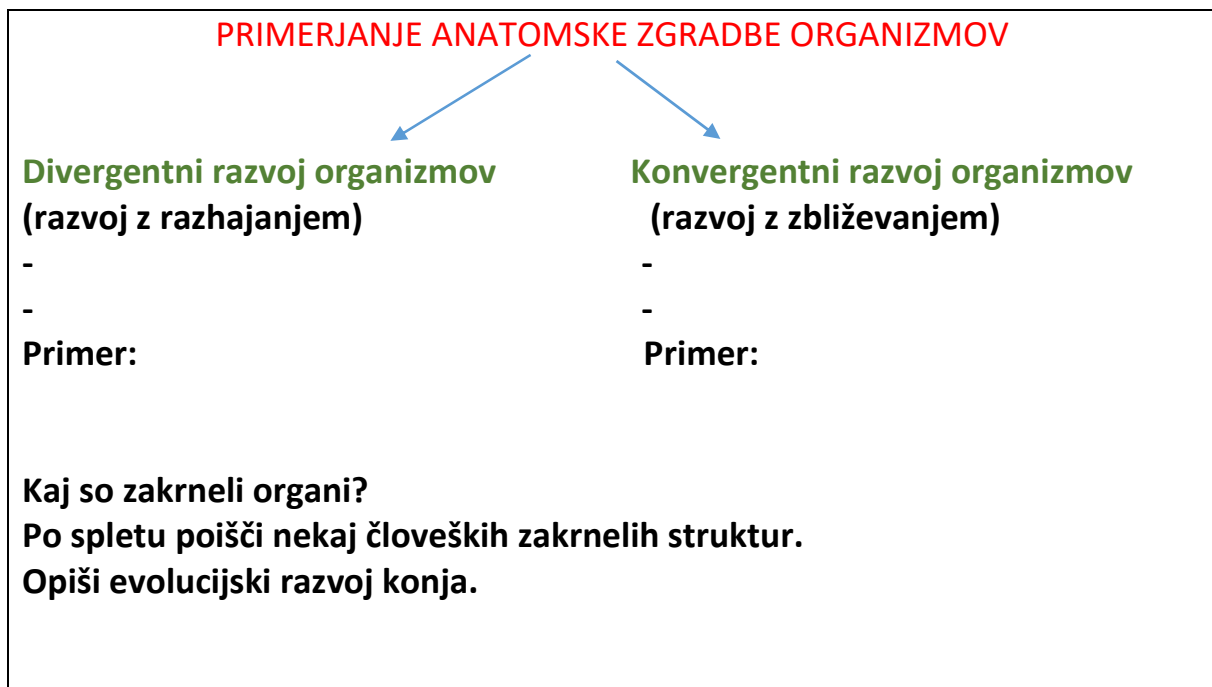 PRIMERJANJE ANATOMSKE ZGRADBE ORGANIZMOV
Divergentni razvoj organizmov Konvergentni razvoj organizmov
(razvoj z razhajanjem) (razvoj z zbliževanjem)
- -
- -
Primer: Primer:
Kaj so zakrneli organi?
Po spletu poišči nekaj človeških zakrnelih struktur.
Opiši evolucijski razvoj konja.